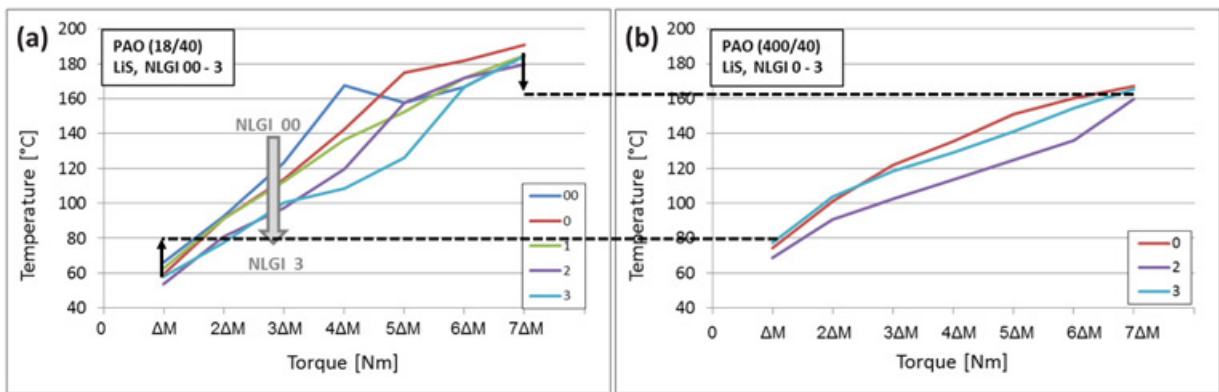 (a)
PAO (18/40)
LiS, NLGI 00 - 3
Temperature [°C]
200
180
160
140
120
100
80
60
40
NLGI 00
NLGI 3
00
0
1
2
3
0 ΔM 2ΔM 3ΔM 4ΔM 5ΔM 6ΔM 7ΔM
Torque [Nm]
(b)
PAO (400/40)
LiS, NLGI 0 - 3
Temperature [°C]
200
180
160
140
120
100
80
60
40
0
2
3
0 ΔM 2ΔM 3ΔM 4ΔM 5ΔM 6ΔM 7ΔM
Torque [Nm]